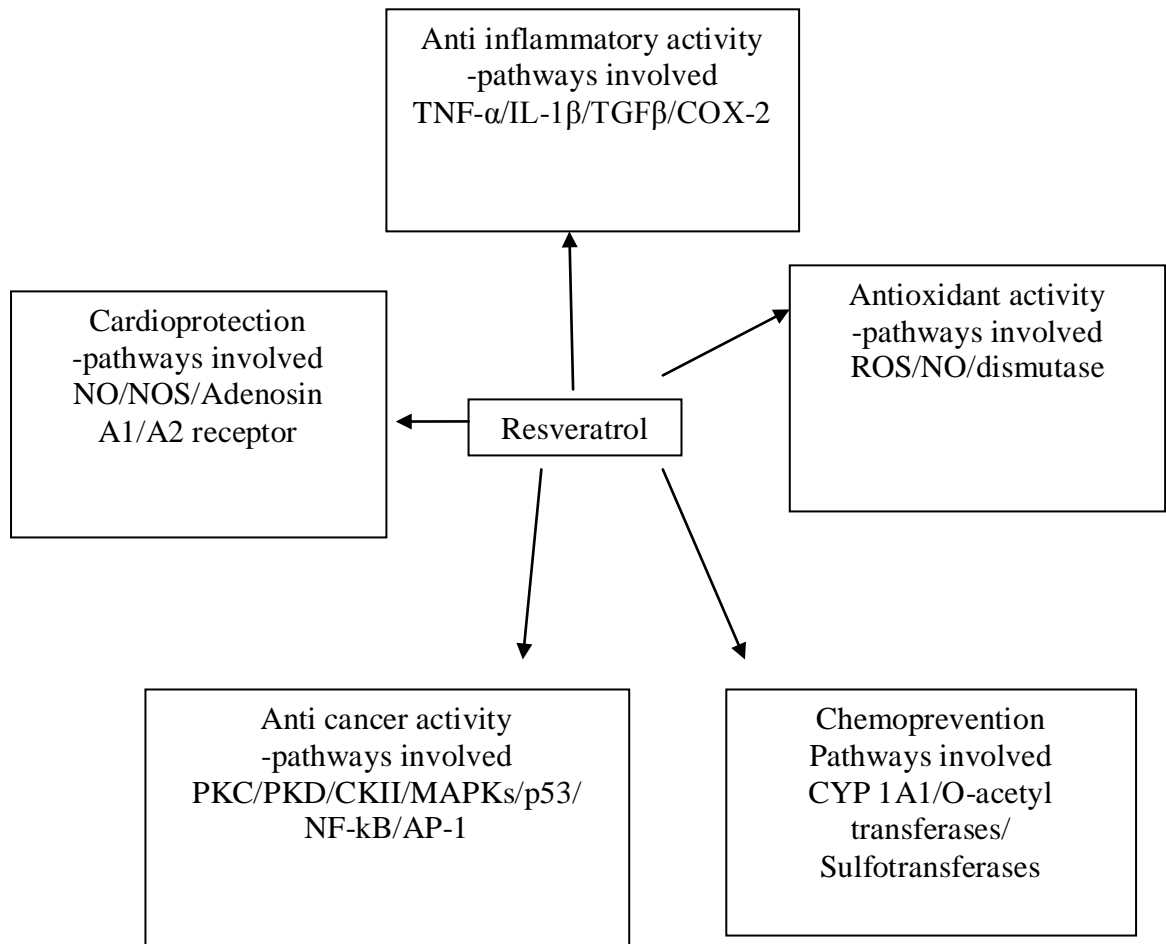 Anti inflammatory activity
-pathways involved
TNF-α/IL-1β/TGFβ/COX-2
Cardioprotection
-pathways involved
NO/NOS/Adenosin
A1/A2 receptor
Antioxidant activity
-pathways involved
ROS/NO/dismutase
Resveratrol
Anti cancer activity
-pathways involved
PKC/PKD/CKII/MAPKs/p53/
NF-kB/AP-1
Chemoprevention
Pathways involved
CYP 1A1/O-acetyl
transferases/
Sulfotransferases